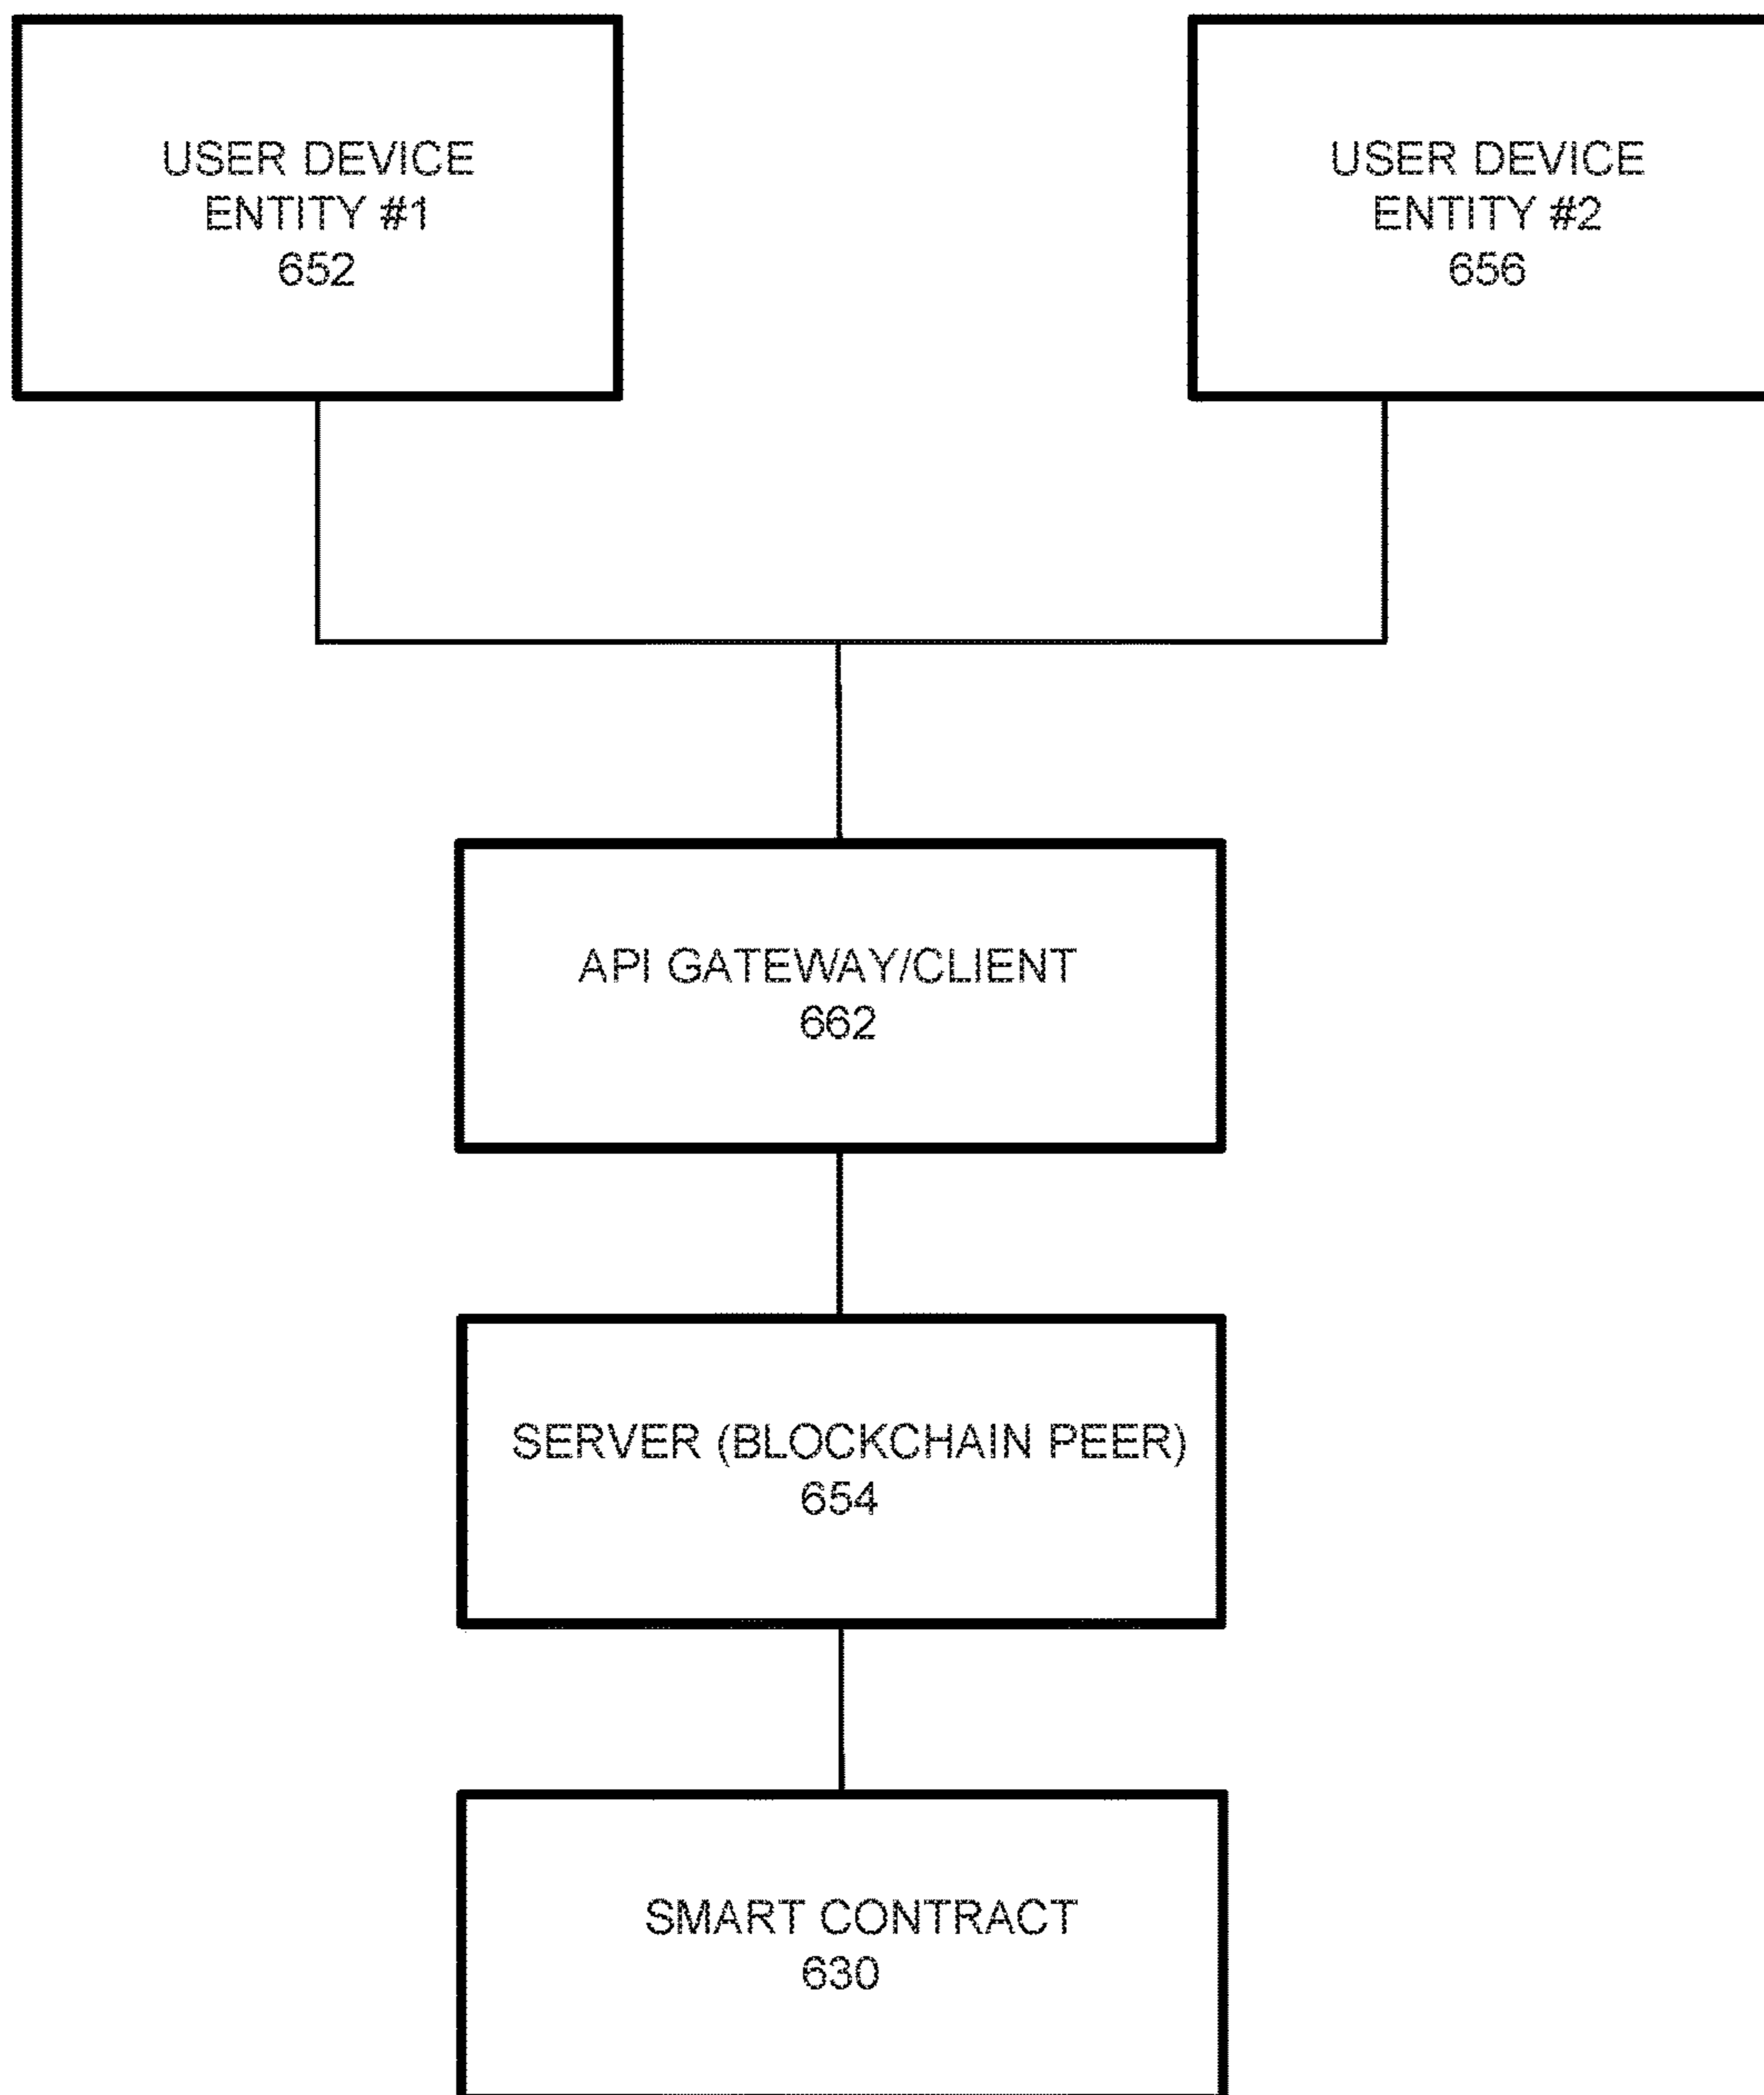 USER DEVICE
ENTITY #1
652
USER DEVICE
ENTITY #2
656
API GATEWAY/CLIENT
662
SERVER (BLOCKCHAIN PEER)
654
SMART CONTRACT
630